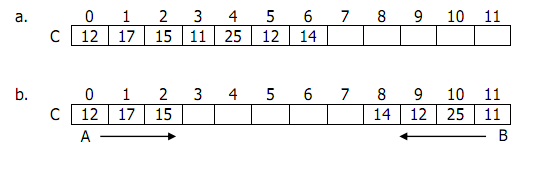 a. 0 1 2 3 4 5 6 7 8 9 10 11
C 12 17 15 11 25 12 14
b. 0 1 2 3 4 5 6 7 8 9 10 11
C 12 17 15 14 12 25 11
A B